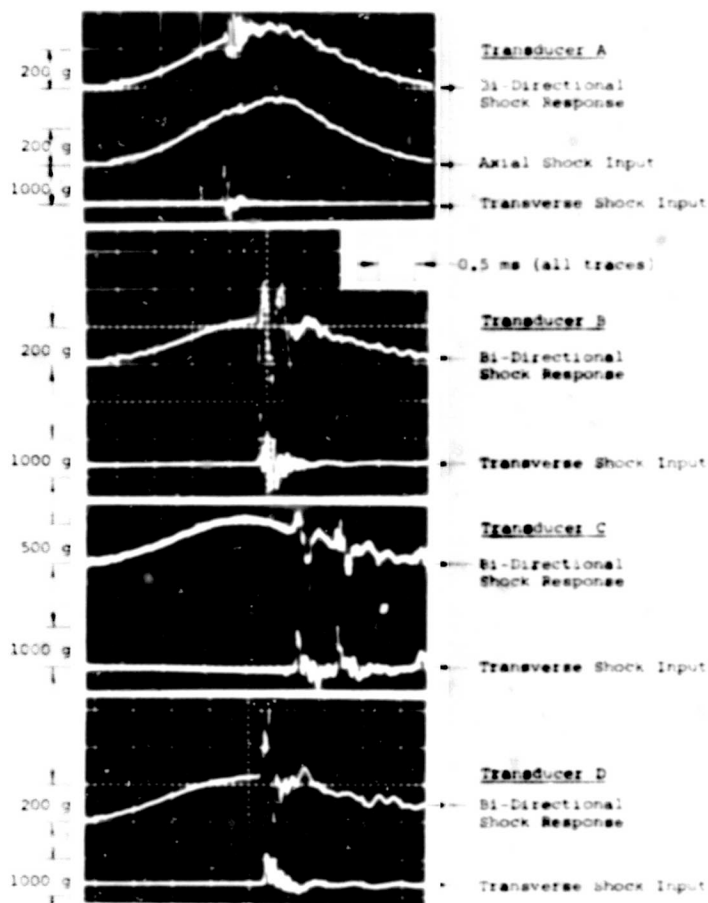 Transducer A
200 g
Bi-Directional
Shock Response
200 g
Axial Shock Input
1000 g
Transverse Shock Input
0.5 ms (all traces)
Transducer B
200 g
Bi-Directional
Shock Response
1000 g
Transverse Shock Input
Transducer C
500 g
Bi-Directional
Shock Response
1000 g
Transverse Shock Input
Transducer D
200 g
Bi-Directional
Shock Response
1000 g
Transverse Shock Input